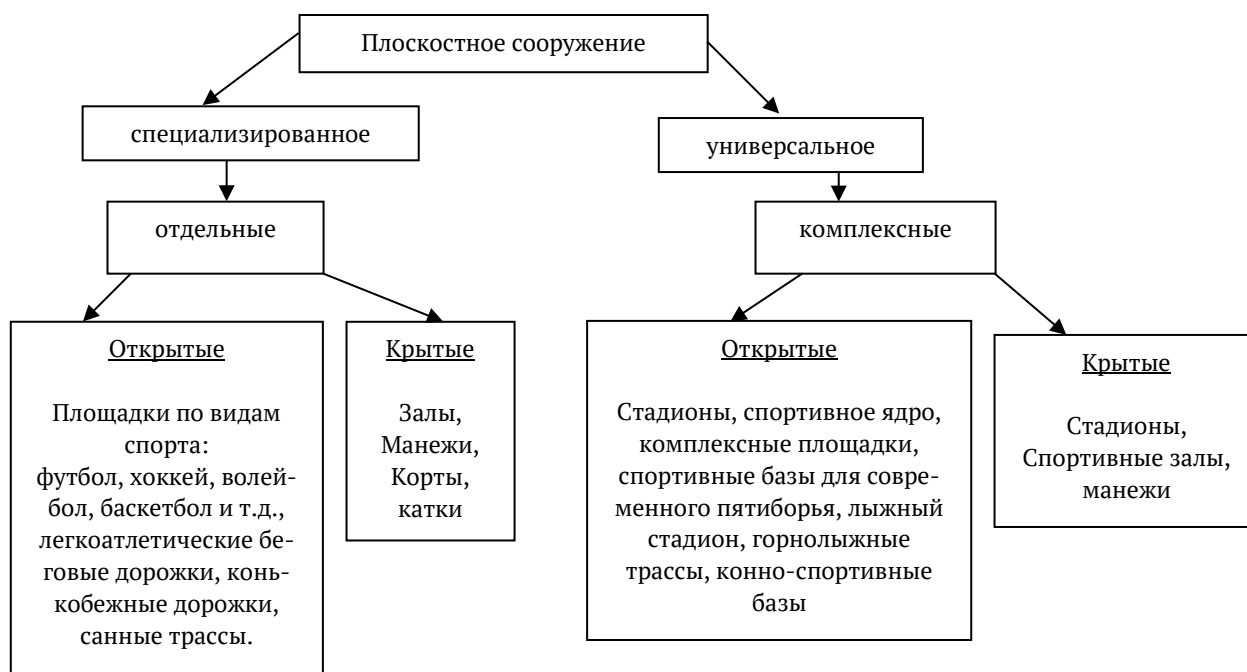 Плоскостное сооружение
специализированное
универсальное
отдельные
комплексные
Открытые
Площадки по видам
спорта:
футбол, хоккей, волей-
бол, баскетбол и т.д.,
легкоатлетические бе-
говые дорожки, конь-
кобежные дорожки,
санные трассы.
Крытые
Залы,
Манежи,
Корты,
катки
Открытые
Стадионы, спортивное ядро,
комплексные площадки,
спортивные базы для совре-
менного пятиборья, лыжный
стадион, горнолыжные
трассы, конно-спортивные
базы
Крытые
Стадионы,
Спортивные залы,
манежи